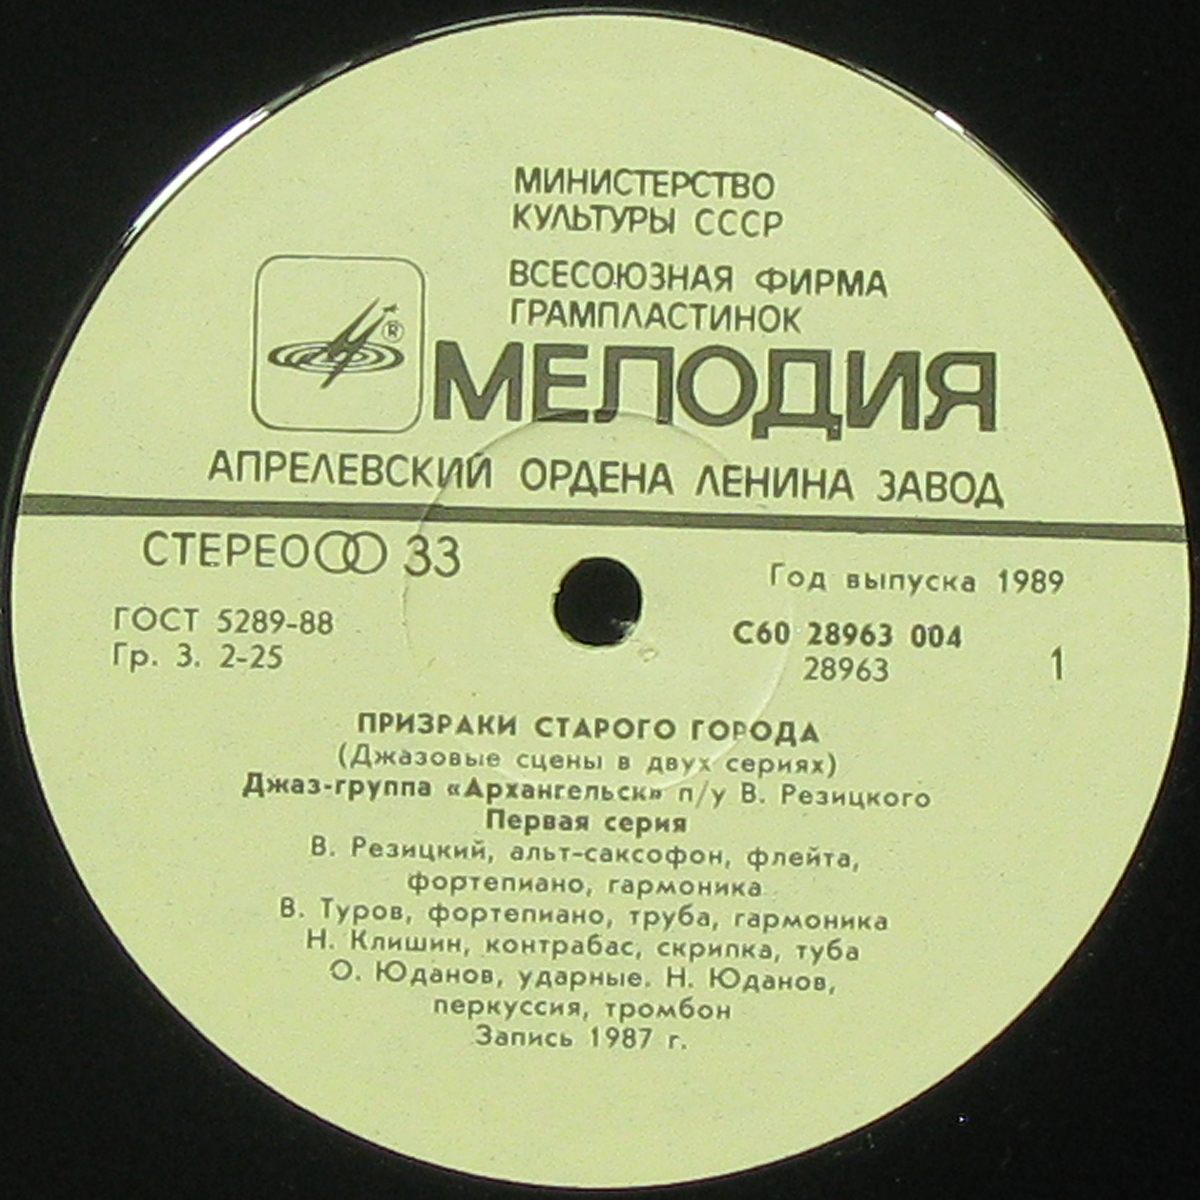 МИНИСТЕРСТВО
КУЛЬТУРЫ СССР
ВСЕСОЮЗНАЯ ФИРМА
ГРАМПЛАСТИНОК
®
МЕЛОДИЯ
АПРЕЛЕВСКИЙ ОРДЕНА ЛЕНИНА ЗАВОД
СТЕРЕО 33
ГОСТ 5289-88
Гр. 3. 2-25
Год выпуска 1989
С60 28963 004
28963
1
ПРИЗРАКИ СТАРОГО ГОРОДА
(Джазовые сцены в двух сериях)
Джаз-группа «Архангельск» п/у В. Резицкого
Первая серия
В. Резицкий, альт-саксофон, флейта,
фортепиано, гармоника
В. Туров, фортепиано, труба, гармоника
Н. Клишин, контрабас, скрипка, туба
О. Юданов, ударные. Н. Юданов,
перкуссия, тромбон
Запись 1987 г.